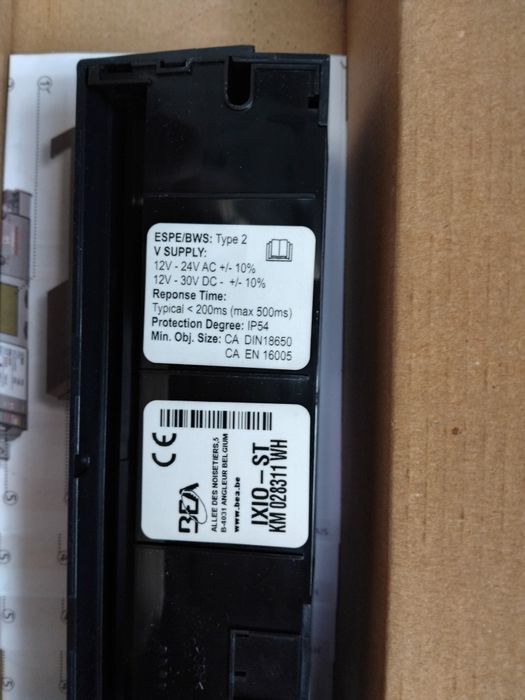 ESPE/BWS: Type 2
V SUPPLY:
12V - 24V AC +/- 10%
12V - 30V DC - +/- 10%
Reponse Time:
Typical < 200ms (max 500ms)
Protection Degree: IP54
Min. Obj. Size: CA DIN18650
CA EN 16005
CE
BEA
ALLEE DES NOISETIERS,5
B-4031 ANGLEUR BELGIUM
www.bea.be
IXIO-ST
KM 028311 WH